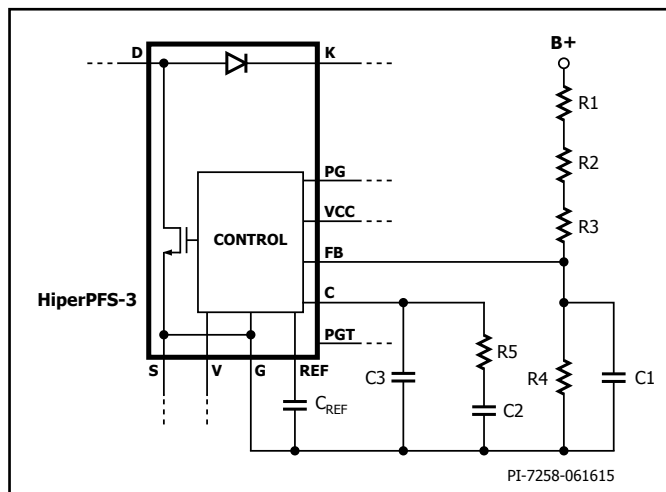 D
K
B+
R1
R2
R3
PG
VCC
CONTROL
FB
HiperPFS-3
C
PGT
S
V
G
REF
R5
R4
C1
C3
C2
CREF
PI-7258-061615